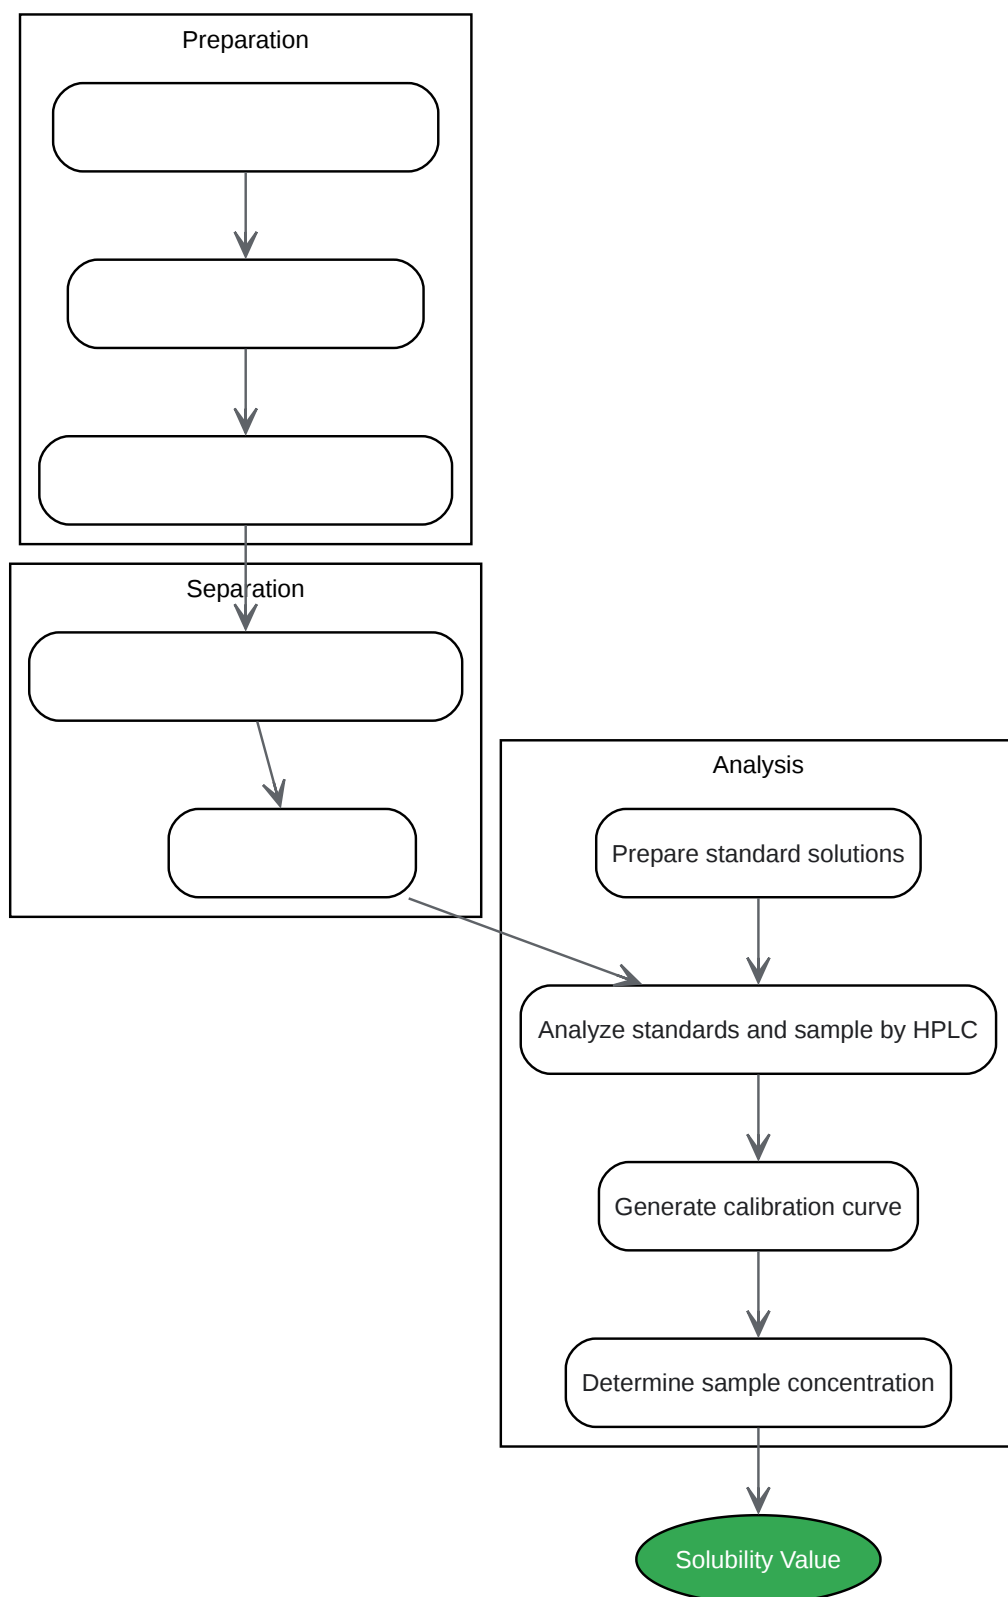 Preparation
Separation
Analysis
Prepare standard solutions
Analyze standards and sample by HPLC
Generate calibration curve
Determine sample concentration
Solubility Value